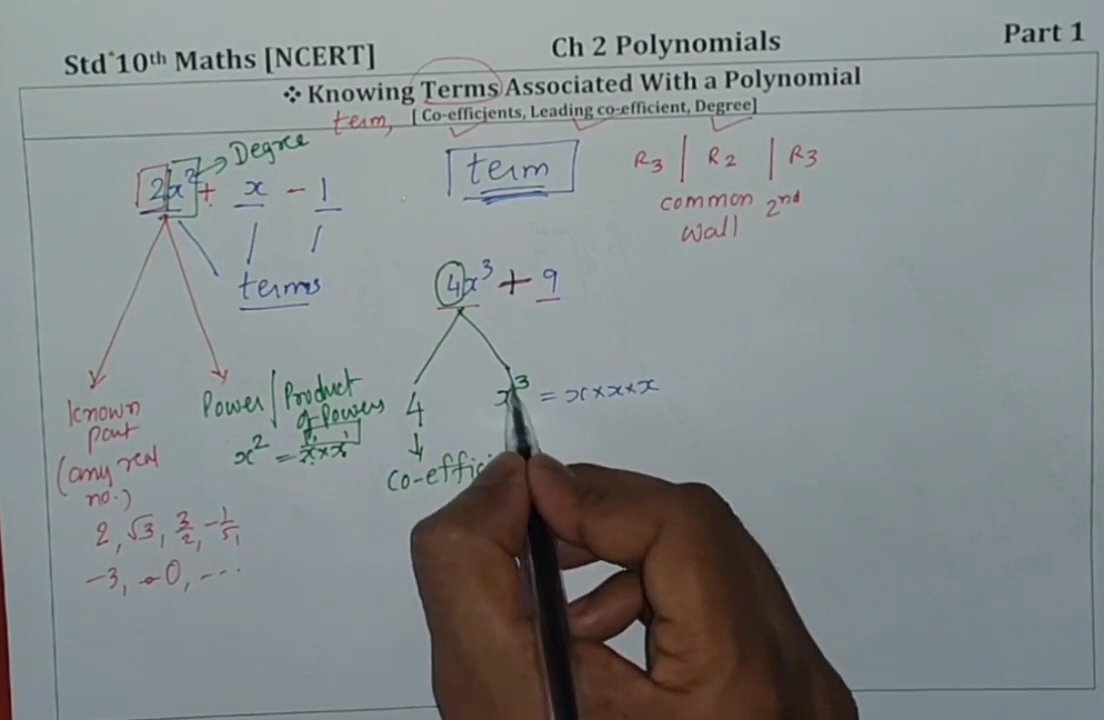 Std 10th Maths [NCERT]
Ch 2 Polynomials
Part 1
❖ Knowing Terms Associated With a Polynomial
term, [ Co-efficients, Leading co-efficient, Degree]
→ Degree
2x² + x - 1
terms
term
R3 | R2 | R3
common 2nd
wall
4x³ + 9
known
part
(any real
no.)
2, √3, 3/2, -1/5,
-3, 0, ...
Power / Product
of Powers
x² = x × x
4
x³ = x × x × x